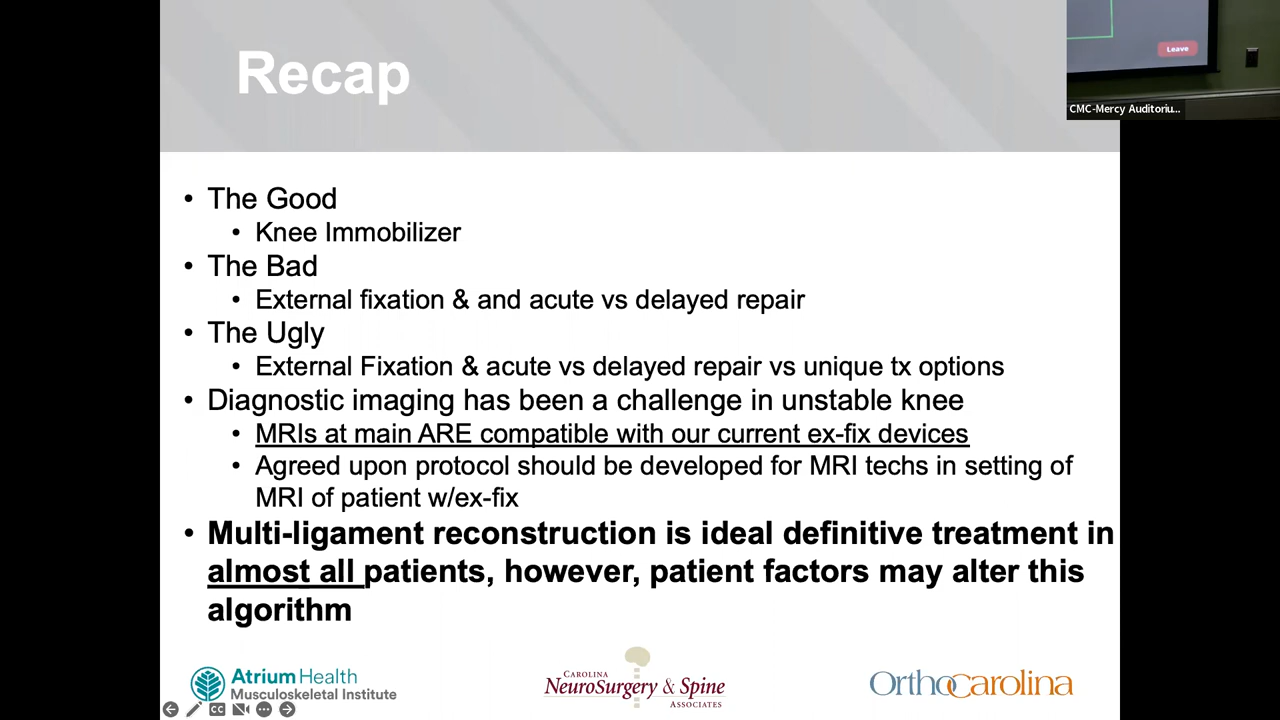 Recap
Leave
CMC-Mercy Auditoriu...
• The Good
• Knee Immobilizer
• The Bad
• External fixation & and acute vs delayed repair
• The Ugly
• External Fixation & acute vs delayed repair vs unique tx options
• Diagnostic imaging has been a challenge in unstable knee
• MRIs at main ARE compatible with our current ex-fix devices
• Agreed upon protocol should be developed for MRI techs in setting of
MRI of patient w/ex-fix
• Multi-ligament reconstruction is ideal definitive treatment in
almost all patients, however, patient factors may alter this
algorithm
Atrium Health
Musculoskeletal Institute
CAROLINA
NEUROSURGERY & SPINE
ASSOCIATES
OrthoCarolina
CC